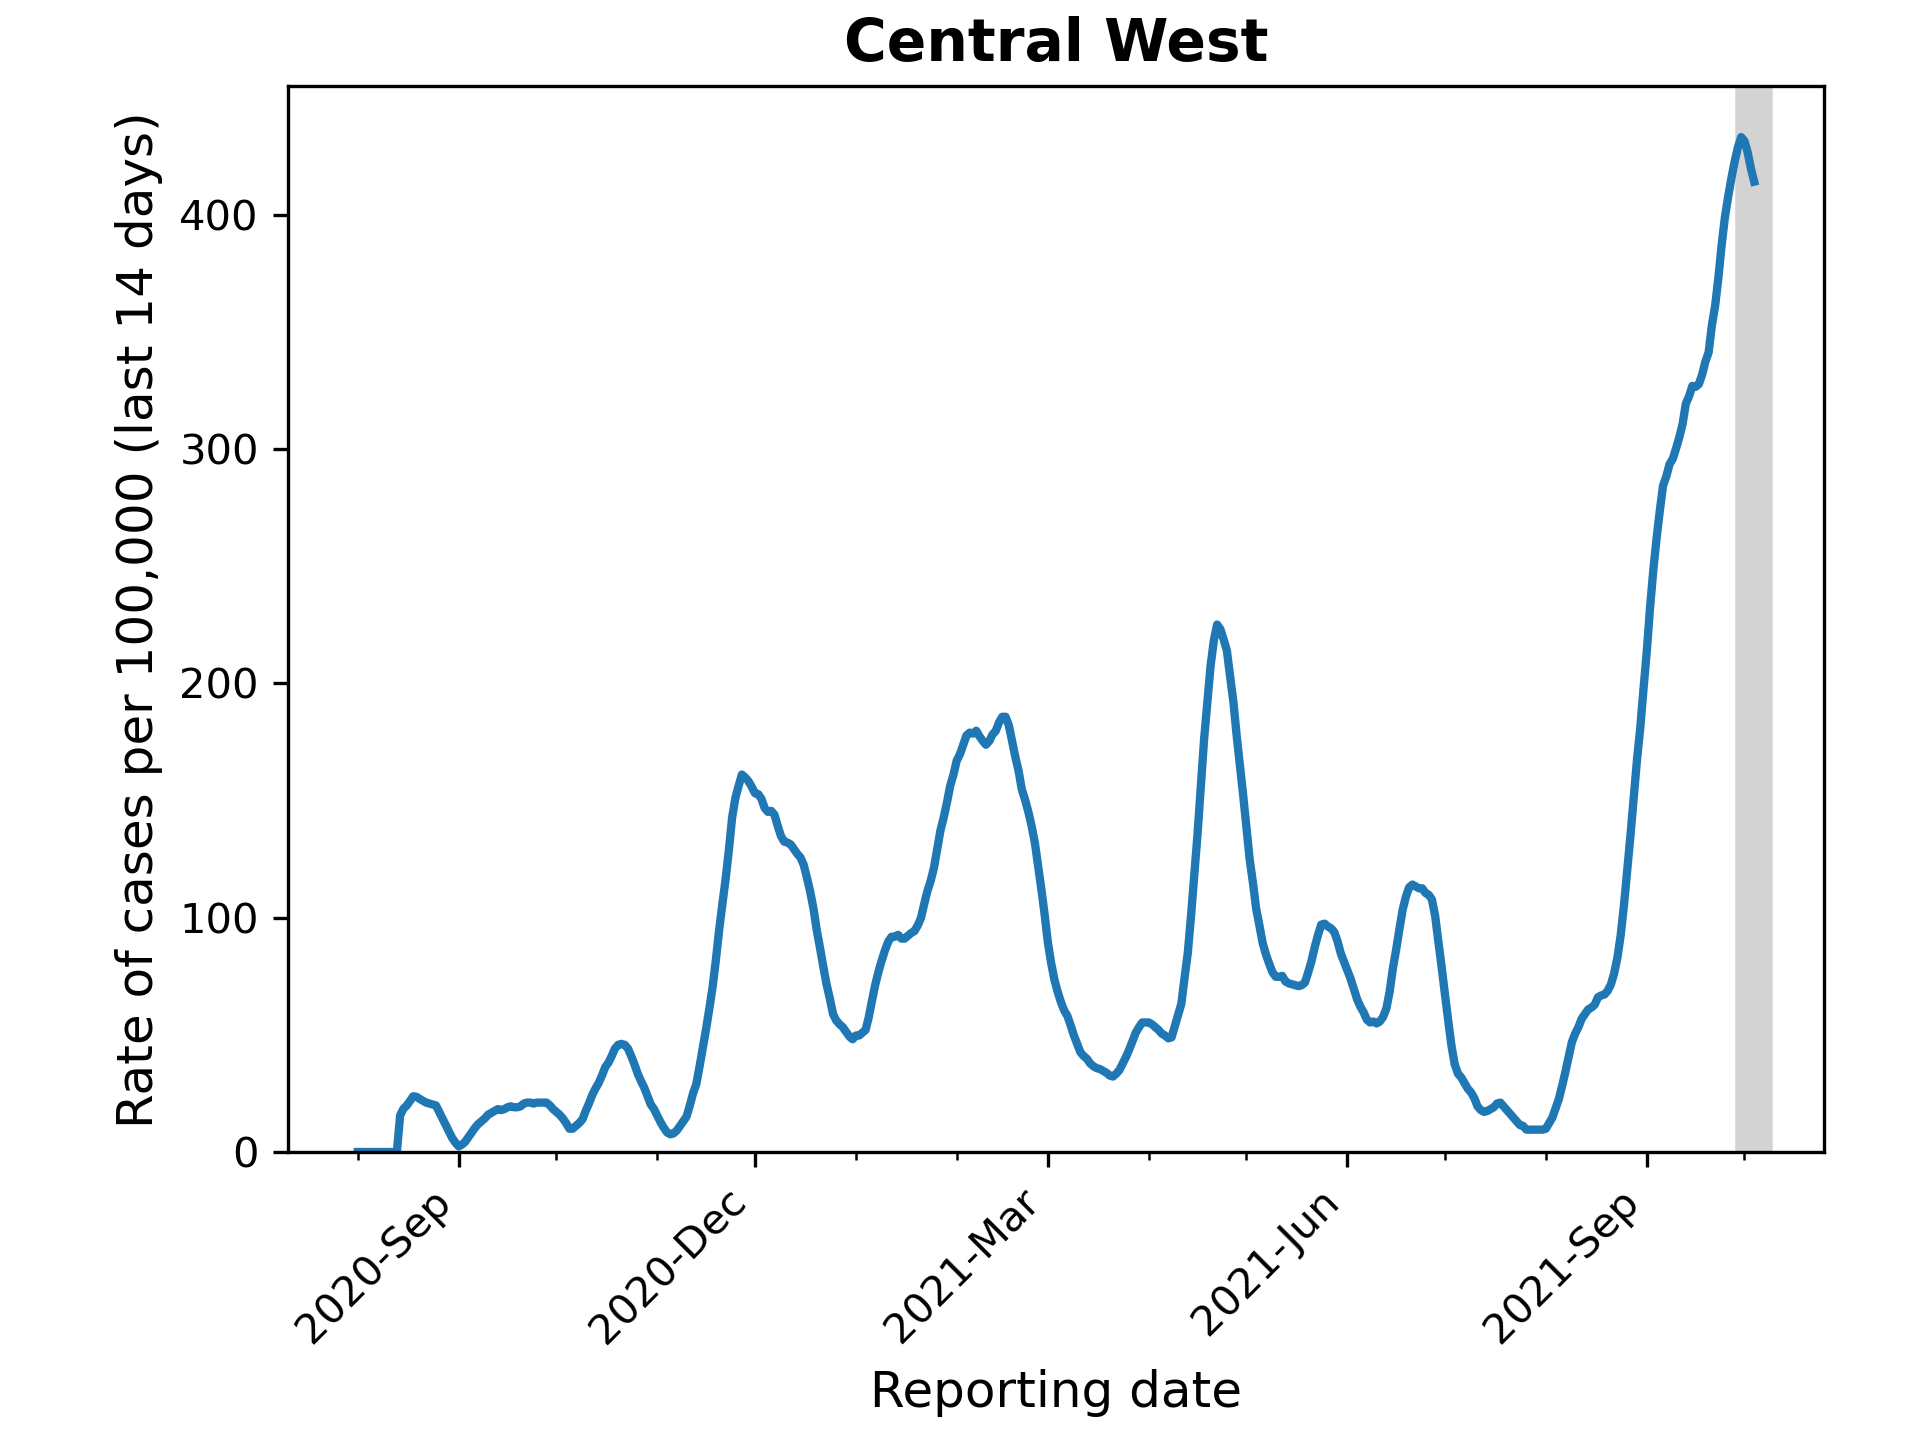 Central West
Rate of cases per 100,000 (last 14 days)
400
300
200
100
0
2020-Sep
2020-Dec
2021-Mar
2021-Jun
2021-Sep
Reporting date